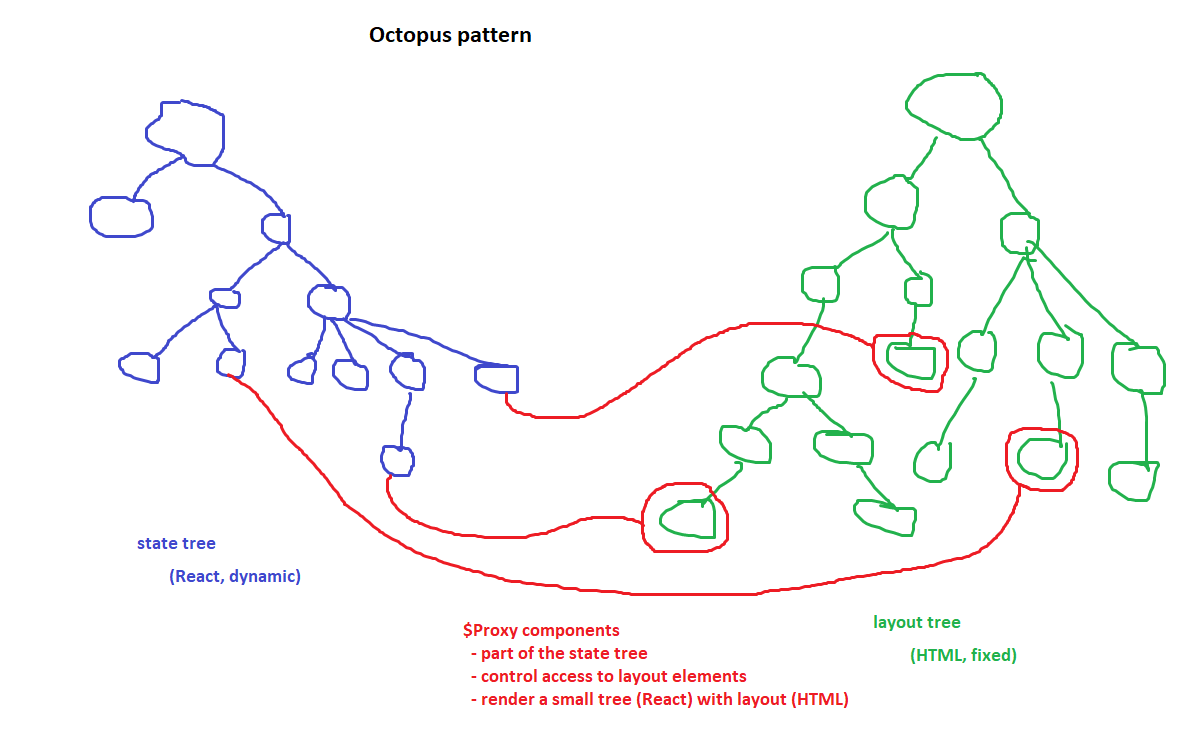 Octopus pattern
state tree
(React, dynamic)
$Proxy components
- part of the state tree
- control access to layout elements
- render a small tree (React) with layout (HTML)
layout tree
(HTML, fixed)